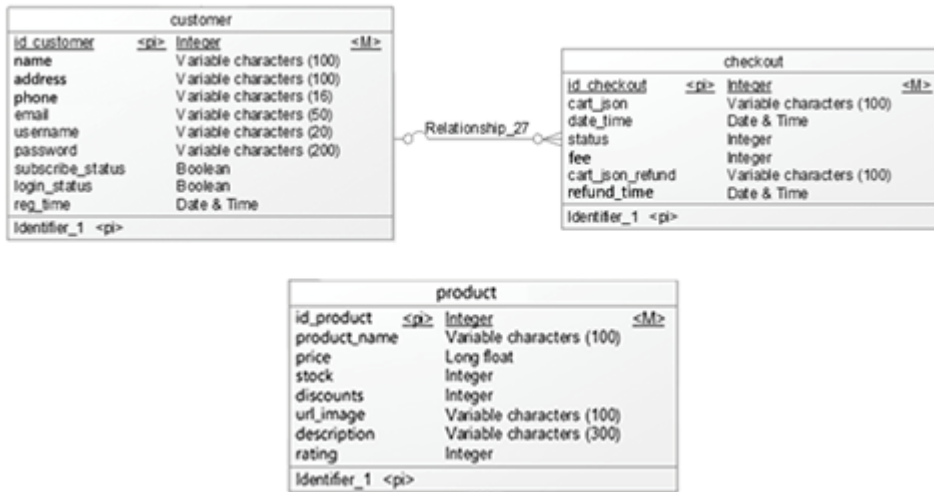 customer
id_customer <pi> Integer <M>
name Variable characters (100)
address Variable characters (100)
phone Variable characters (16)
email Variable characters (50)
username Variable characters (20)
password Variable characters (200)
subscribe_status Boolean
login_status Boolean
reg_time Date & Time
Identifier_1 <pi>
Relationship_27
checkout
id_checkout <pi> Integer <M>
cart_json Variable characters (100)
date_time Date & Time
status Integer
fee Integer
cart_json_refund Variable characters (100)
refund_time Date & Time
Identifier_1 <pi>
product
id_product <pi> Integer <M>
product_name Variable characters (100)
price Long float
stock Integer
discounts Integer
url_image Variable characters (100)
description Variable characters (300)
rating Integer
Identifier_1 <pi>